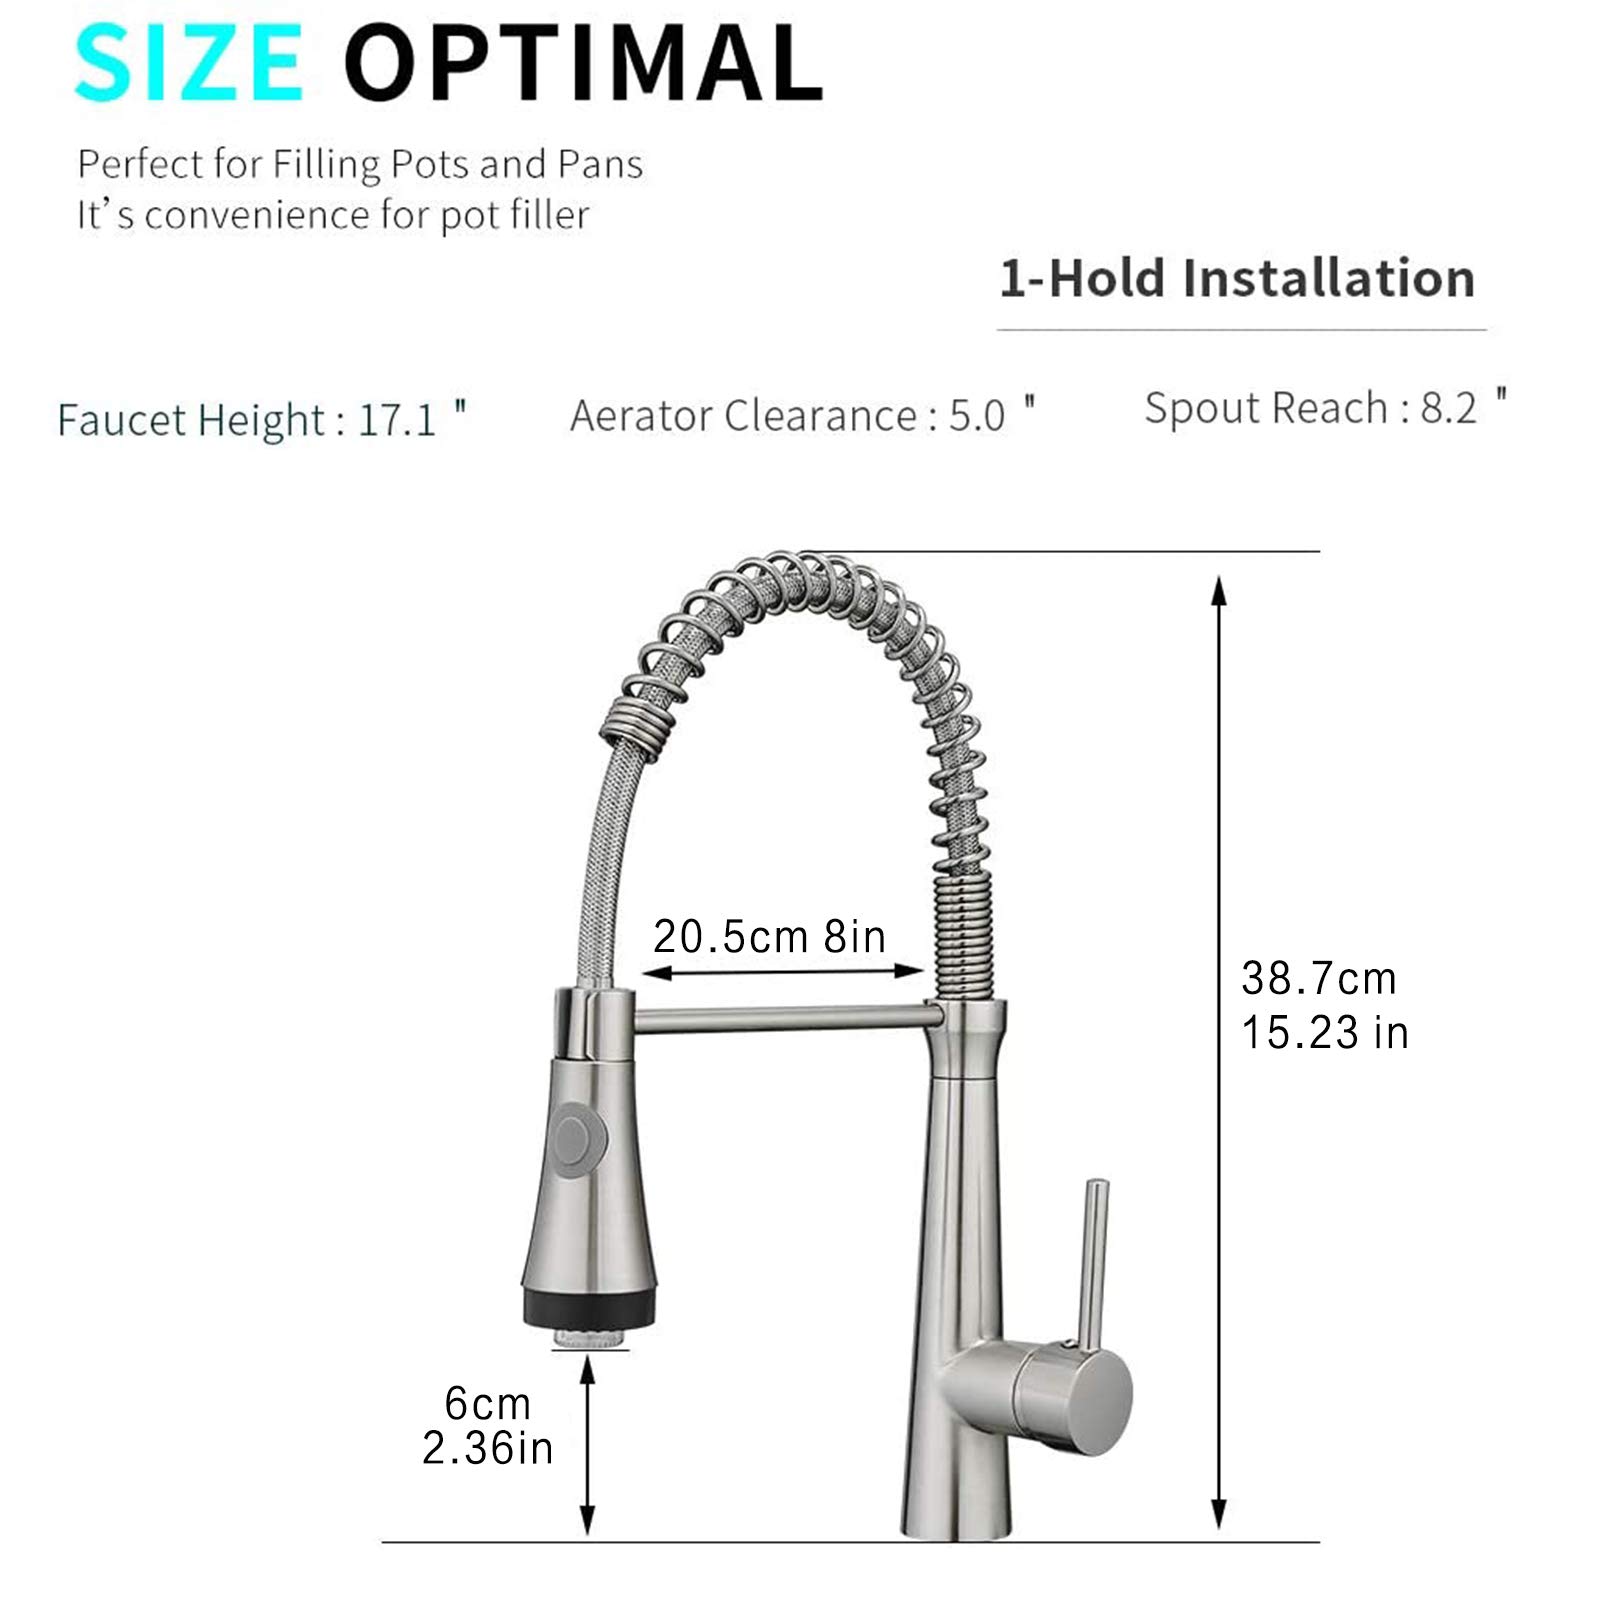 SIZE OPTIMAL
Perfect for Filling Pots and Pans
It's convenience for pot filler
1-Hold Installation
Faucet Height : 17.1 "
Aerator Clearance : 5.0 "
Spout Reach : 8.2 "
20.5cm 8in
38.7cm
15.23 in
6cm
2.36in